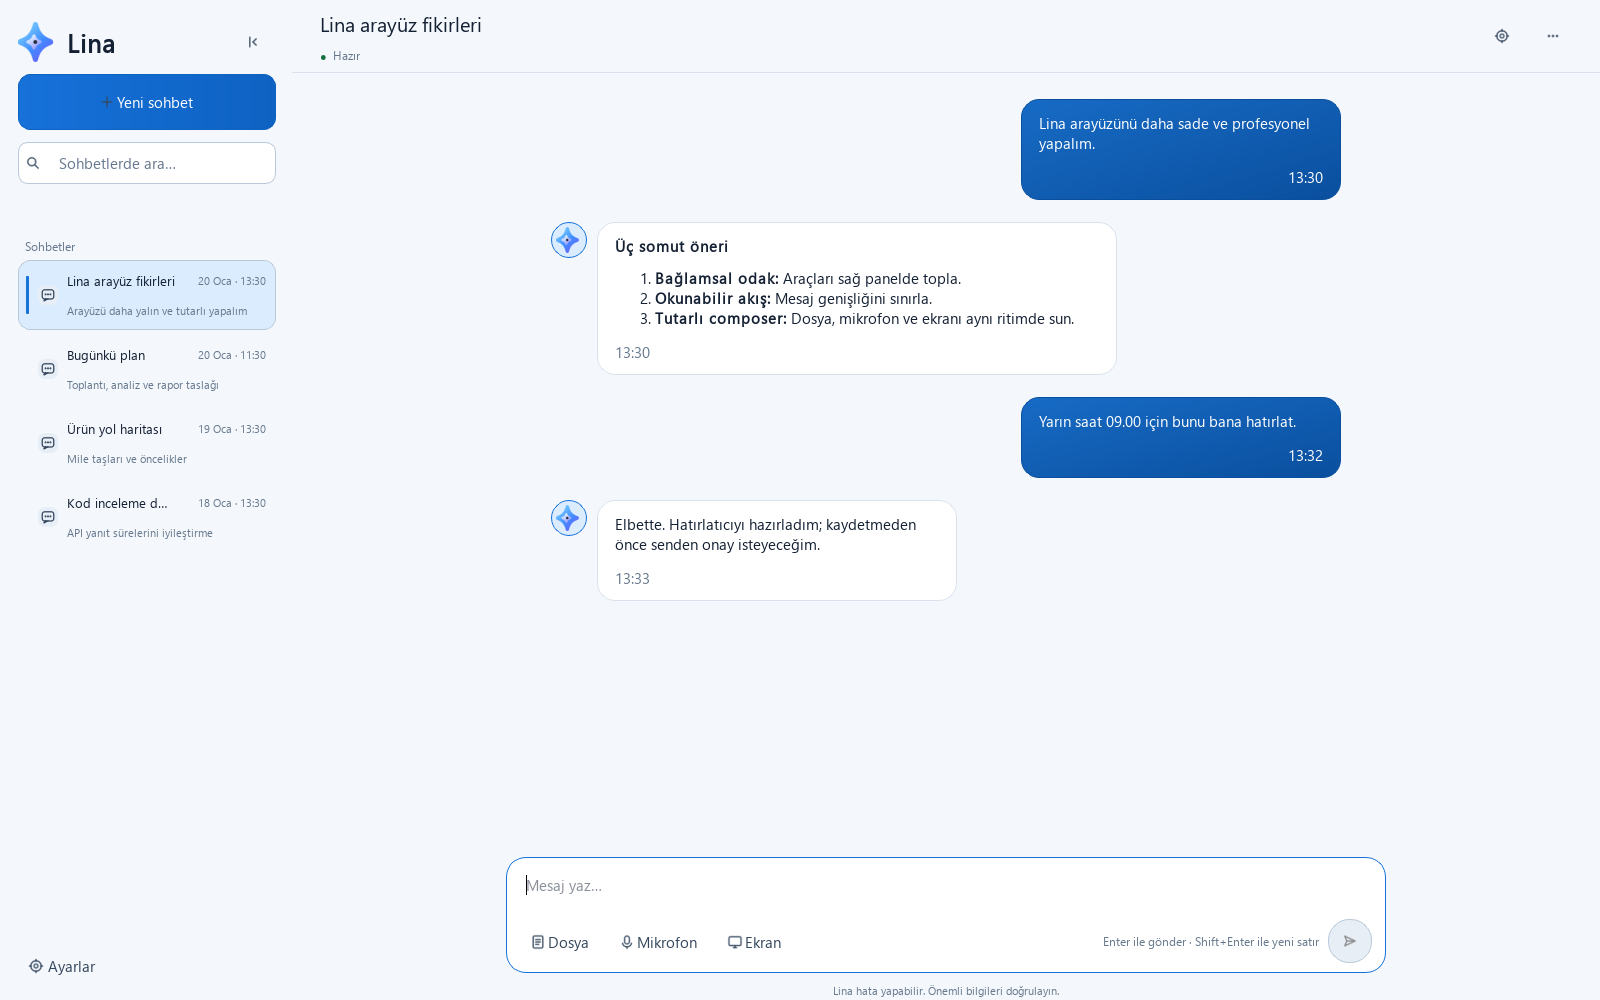 Lina
Yeni sohbet
Sohbetlerde ara...
Sohbetler
Lina arayüz fikirleri 20 Oca · 13:30
Arayüzü daha yalın ve tutarlı yapalım
Bugünkü plan 20 Oca · 11:30
Toplantı, analiz ve rapor taslağı
Ürün yol haritası 19 Oca · 13:30
Mile taşları ve öncelikler
Kod inceleme d... 18 Oca · 13:30
API yanıt sürelerini iyileştirme
Ayarlar
Lina arayüz fikirleri
Hazır
Lina arayüzünü daha sade ve profesyonel
yapalım.
13:30
Üç somut öneri
1. Bağlamsal odak: Araçları sağ panelde topla.
2. Okunabilir akış: Mesaj genişliğini sınırla.
3. Tutarlı composer: Dosya, mikrofon ve ekranı aynı ritimde sun.
13:30
Yarın saat 09.00 için bunu bana hatırlat.
13:32
Elbette. Hatırlatıcıyı hazırladım; kaydetmeden
önce senden onay isteyeceğim.
13:33
Mesaj yaz...
Dosya Mikrofon Ekran Enter ile gönder · Shift+Enter ile yeni satır
Lina hata yapabilir. Önemli bilgileri doğrulayın.